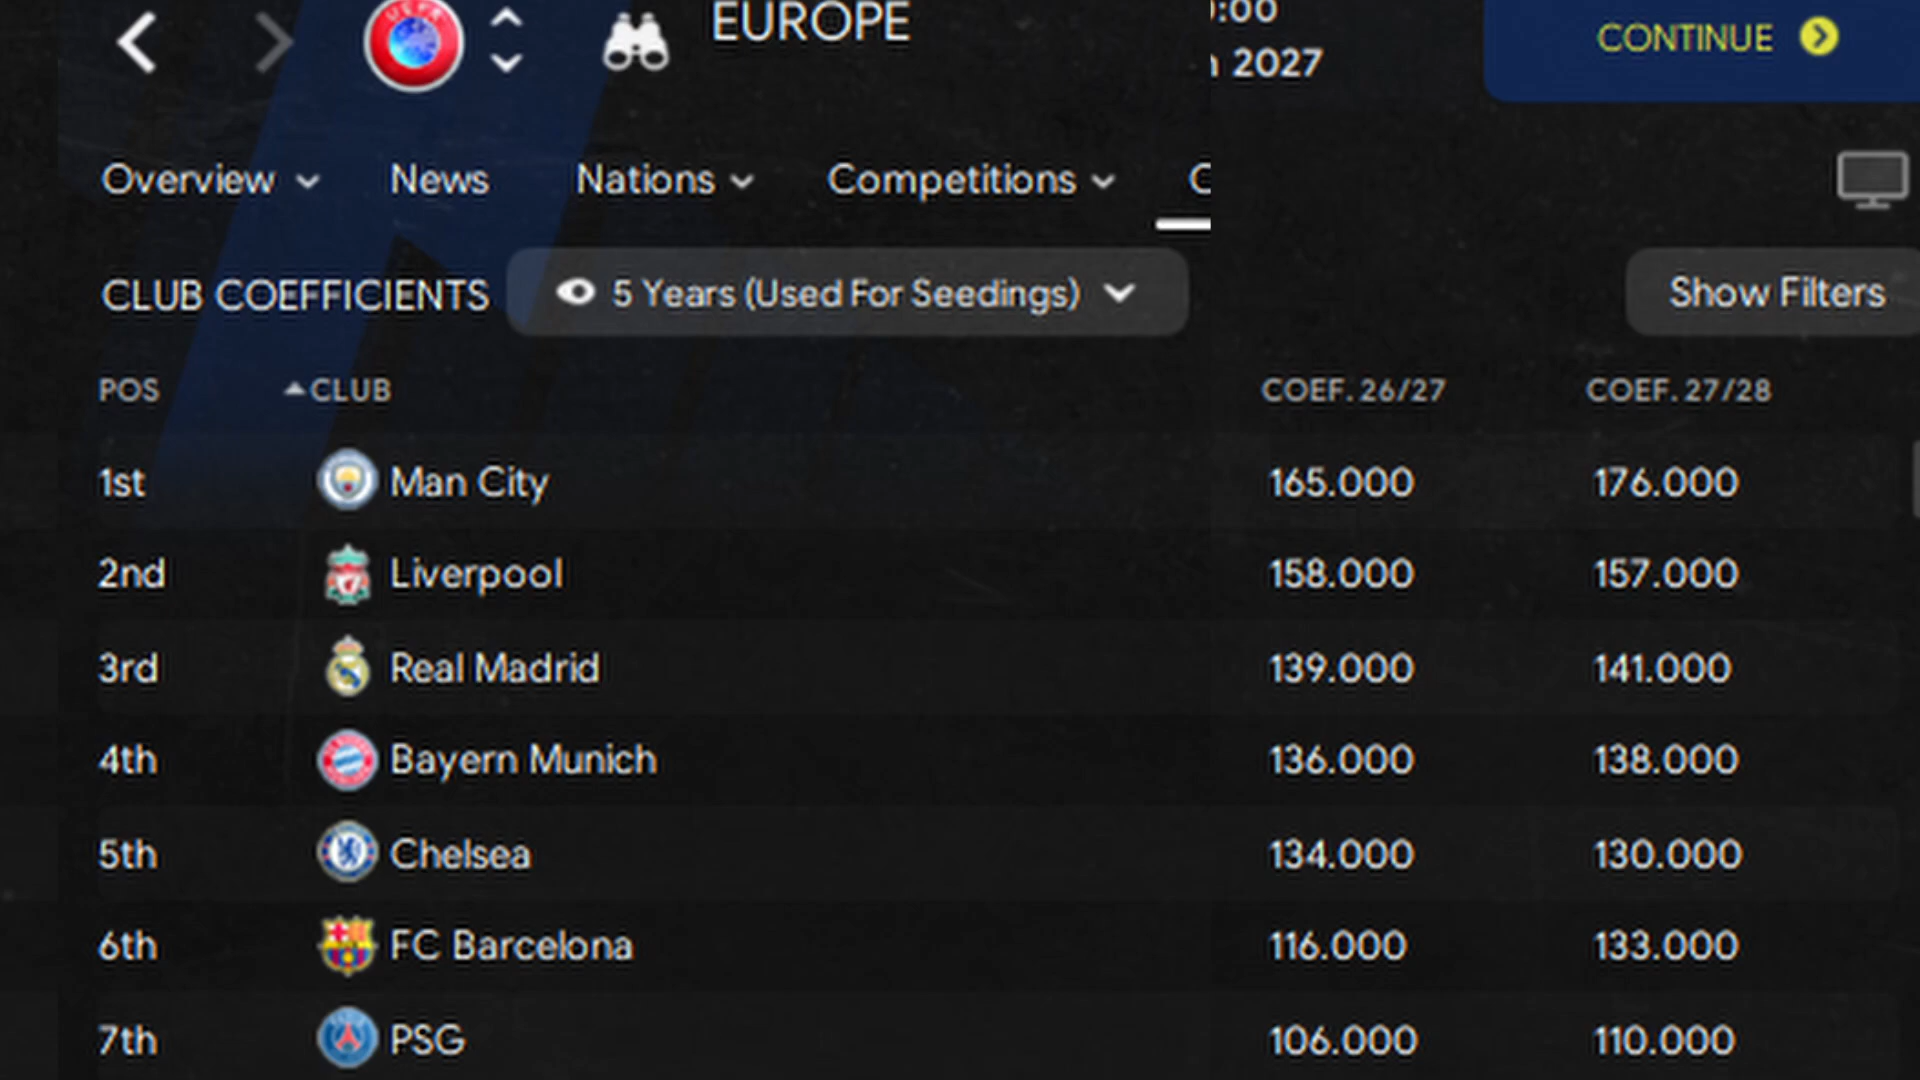 EUROPE
:00
2027
CONTINUE
Overview News Nations Competitions
CLUB COEFFICIENTS 5 Years (Used For Seedings) Show Filters
POS CLUB COEF. 26/27 COEF. 27/28
1st Man City 165.000 176.000
2nd Liverpool 158.000 157.000
3rd Real Madrid 139.000 141.000
4th Bayern Munich 136.000 138.000
5th Chelsea 134.000 130.000
6th FC Barcelona 116.000 133.000
7th PSG 106.000 110.000